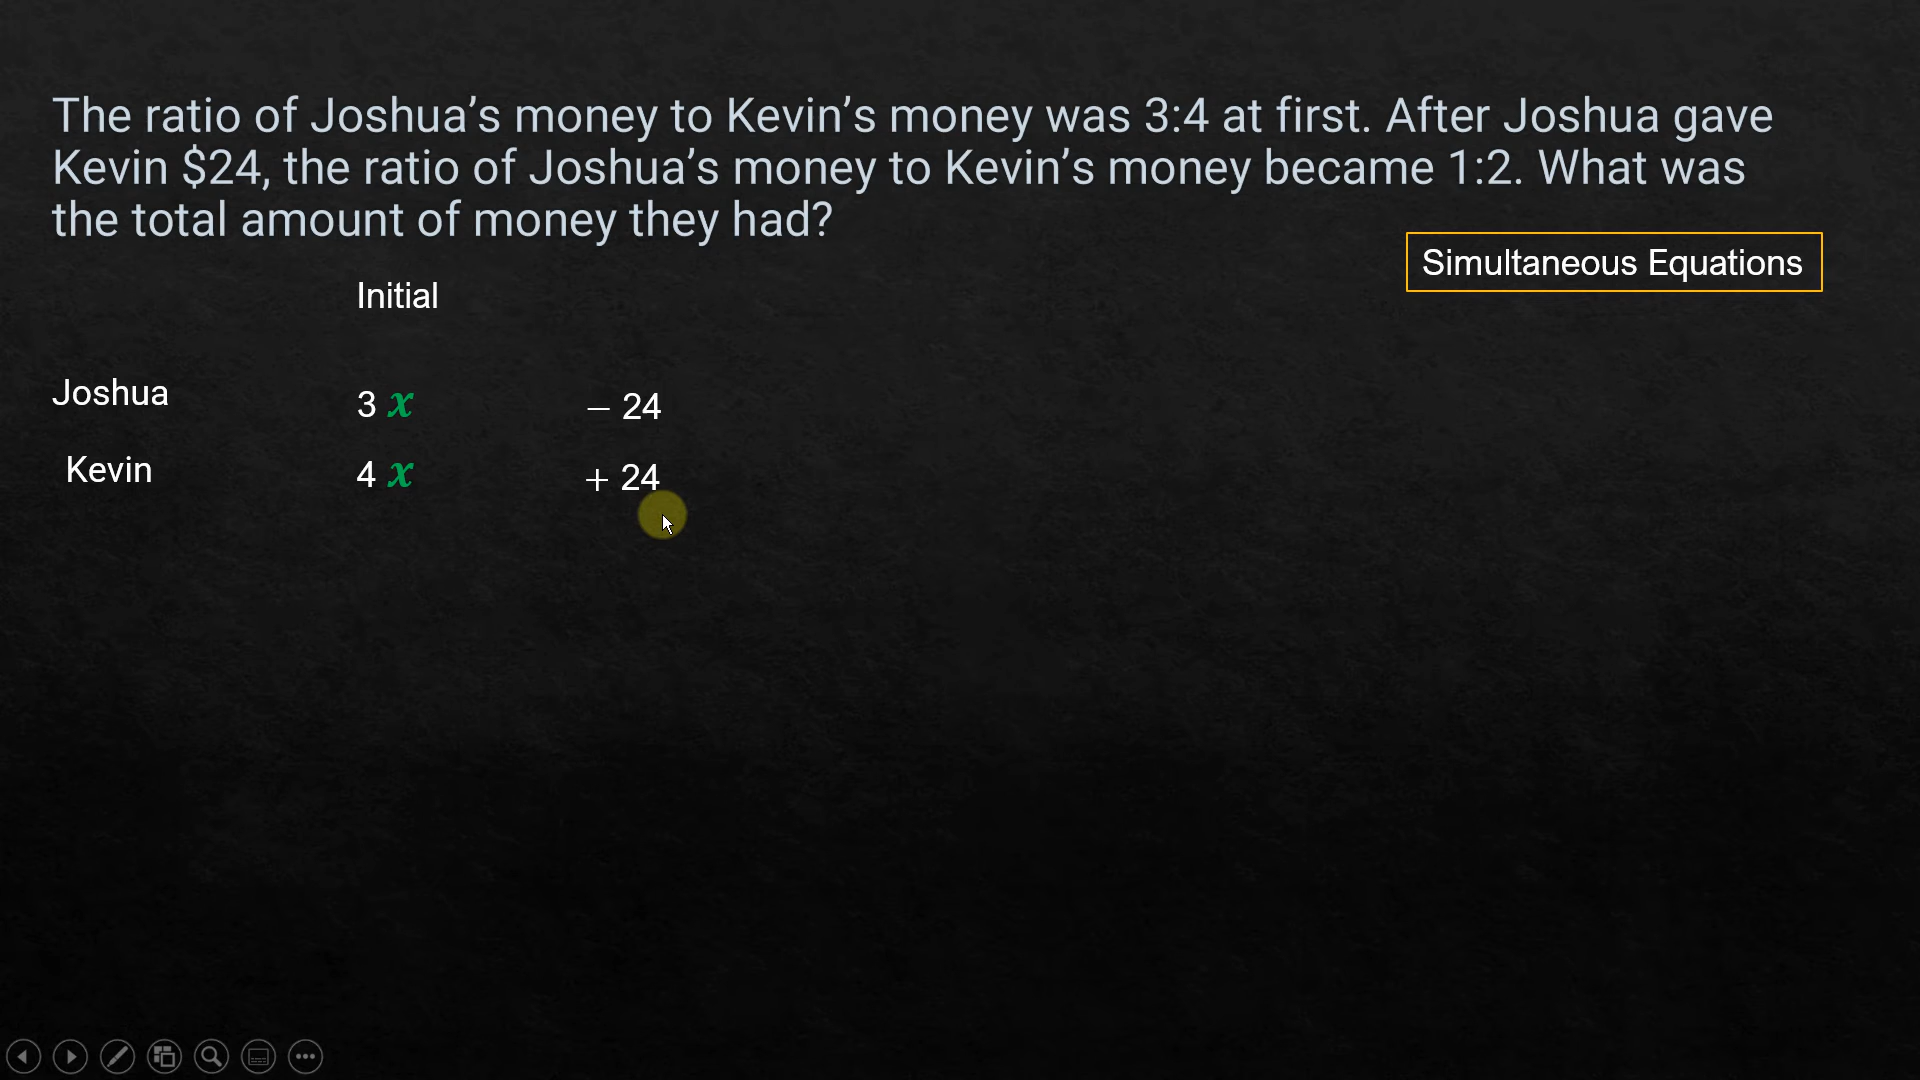 The ratio of Joshua’s money to Kevin’s money was 3:4 at first. After Joshua gave
Kevin $24, the ratio of Joshua’s money to Kevin’s money became 1:2. What was
the total amount of money they had?
Simultaneous Equations
Initial
Joshua 3 x − 24
Kevin 4 x + 24